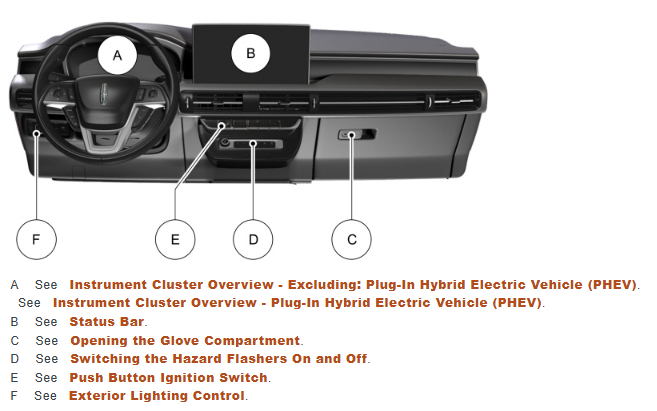 A
B
F
E
D
C
A See Instrument Cluster Overview - Excluding: Plug-In Hybrid Electric Vehicle (PHEV).
See Instrument Cluster Overview - Plug-In Hybrid Electric Vehicle (PHEV).
B See Status Bar.
C See Opening the Glove Compartment.
D See Switching the Hazard Flashers On and Off.
E See Push Button Ignition Switch.
F See Exterior Lighting Control.